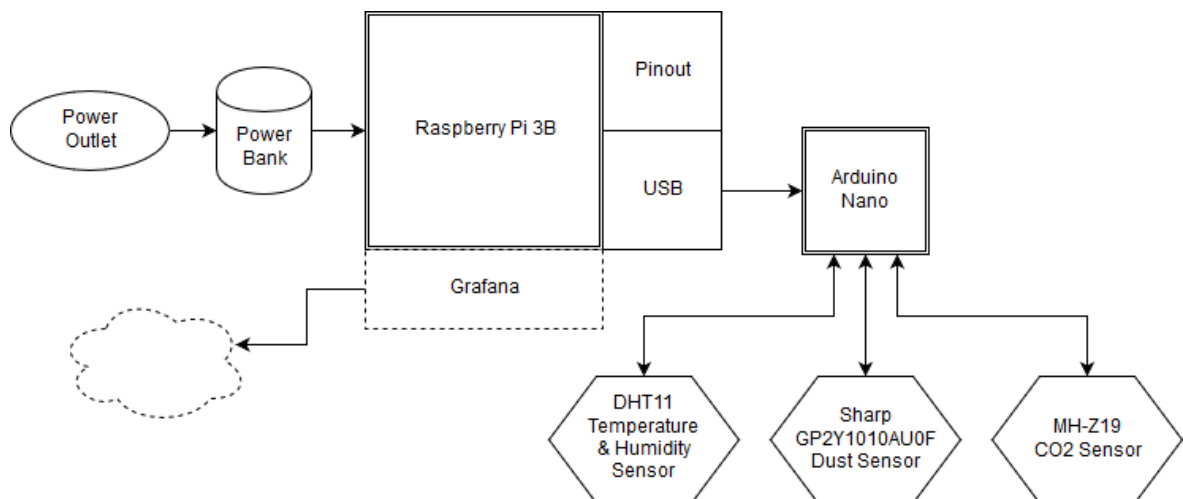 Power
Outlet
Power
Bank
Raspberry Pi 3B
Pinout
USB
Arduino
Nano
Grafana
DHT11
Temperature
& Humidity
Sensor
Sharp
GP2Y1010AU0F
Dust Sensor
MH-Z19
CO2 Sensor